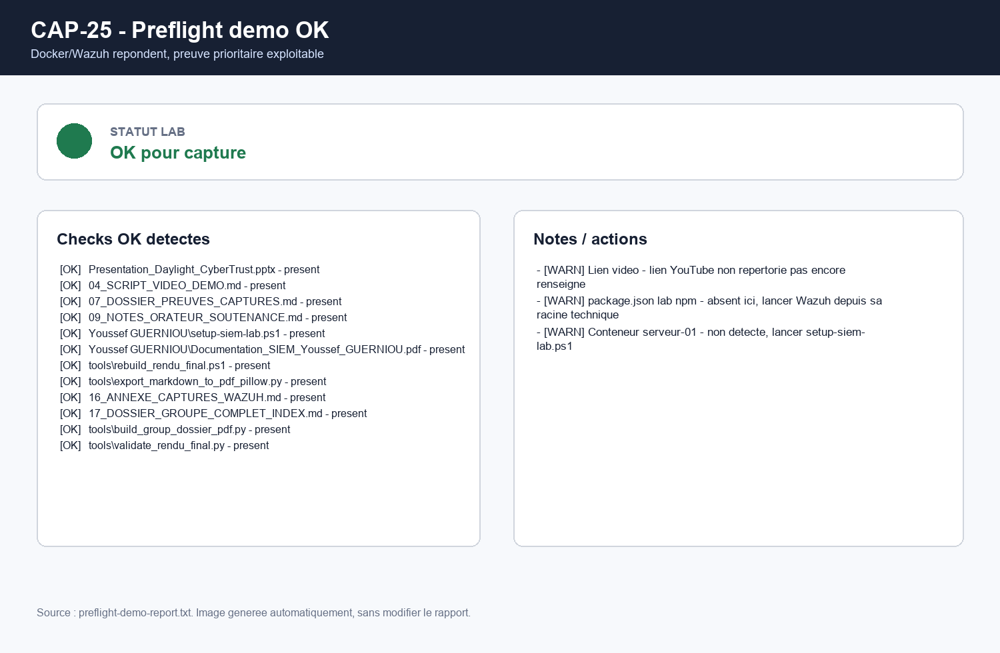 CAP-25 - Preflight demo OK
Docker/Wazuh repondent, preuve prioritaire exploitable
STATUT LAB
OK pour capture
Checks OK detectes
[OK] Presentation_Daylight_CyberTrust.pptx - present
[OK] 04_SCRIPT_VIDEO_DEMO.md - present
[OK] 07_DOSSIER_PREUVES_CAPTURES.md - present
[OK] 09_NOTES_ORATEUR_SOUTENANCE.md - present
[OK] Youssef GUERNIOU\setup-siem-lab.ps1 - present
[OK] Youssef GUERNIOU\Documentation_SIEM_Youssef_GUERNIOU.pdf - present
[OK] tools\rebuild_rendu_final.ps1 - present
[OK] tools\export_markdown_to_pdf_pillow.py - present
[OK] 16_ANNEXE_CAPTURES_WAZUH.md - present
[OK] 17_DOSSIER_GROUPE_COMPLET_INDEX.md - present
[OK] tools\build_group_dossier_pdf.py - present
[OK] tools\validate_rendu_final.py - present
Notes / actions
- [WARN] Lien video - lien YouTube non repertorie pas encore
renseigne
- [WARN] package.json lab npm - absent ici, lancer Wazuh depuis sa
racine technique
- [WARN] Conteneur serveur-01 - non detecte, lancer setup-siem-
lab.ps1
Source : preflight-demo-report.txt. Image generee automatiquement, sans modifier le rapport.